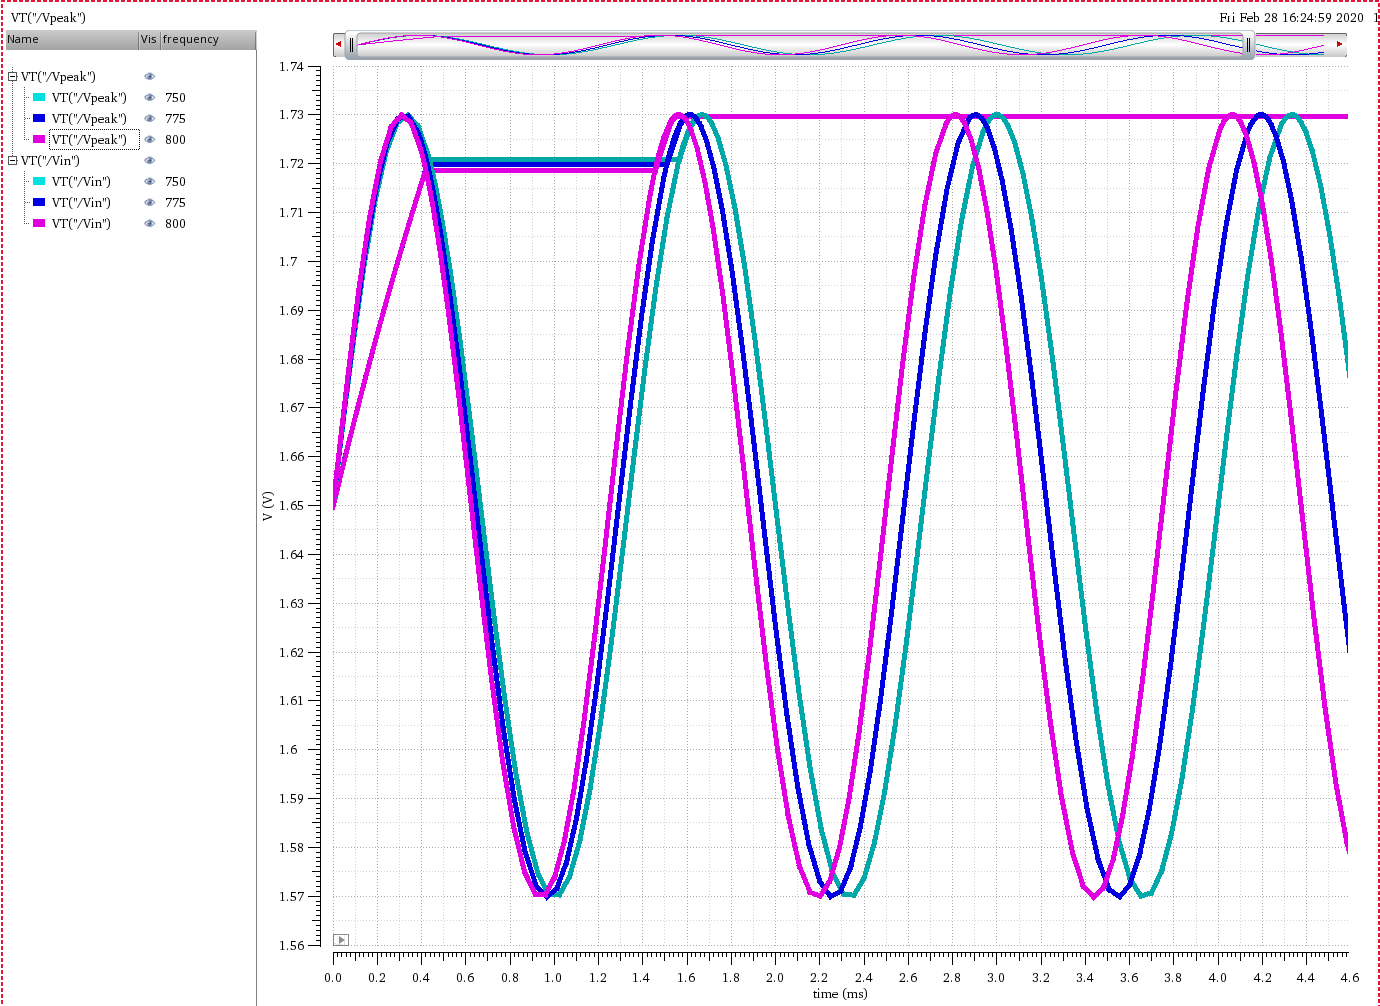 VT("/Vpeak") Fri Feb 28 16:24:59 2020 1
Name Vis frequency
VT("/Vpeak")
VT("/Vpeak") 750
VT("/Vpeak") 775
VT("/Vpeak") 800
VT("/Vin")
VT("/Vin") 750
VT("/Vin") 775
VT("/Vin") 800
1.74
1.73
1.72
1.71
1.7
1.69
1.68
1.67
1.66
1.65
1.64
1.63
1.62
1.61
1.6
1.59
1.58
1.57
1.56
V (V)
0.0 0.2 0.4 0.6 0.8 1.0 1.2 1.4 1.6 1.8 2.0 2.2 2.4 2.6 2.8 3.0 3.2 3.4 3.6 3.8 4.0 4.2 4.4 4.6
time (ms)